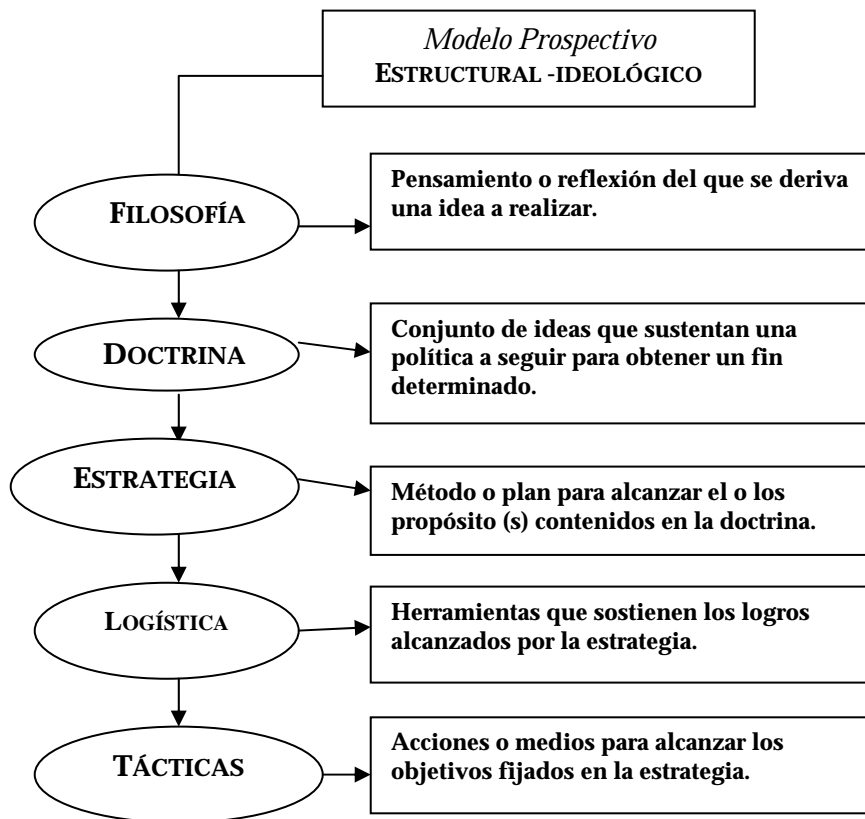 Modelo Prospectivo
ESTRUCTURAL -IDEOLÓGICO
FILOSOFÍA
Pensamiento o reflexión del que se deriva
una idea a realizar.
DOCTRINA
Conjunto de ideas que sustentan una
política a seguir para obtener un fin
determinado.
ESTRATEGIA
Método o plan para alcanzar el o los
propósito (s) contenidos en la doctrina.
LOGÍSTICA
Herramientas que sostienen los logros
alcanzados por la estrategia.
TÁCTICAS
Acciones o medios para alcanzar los
objetivos fijados en la estrategia.